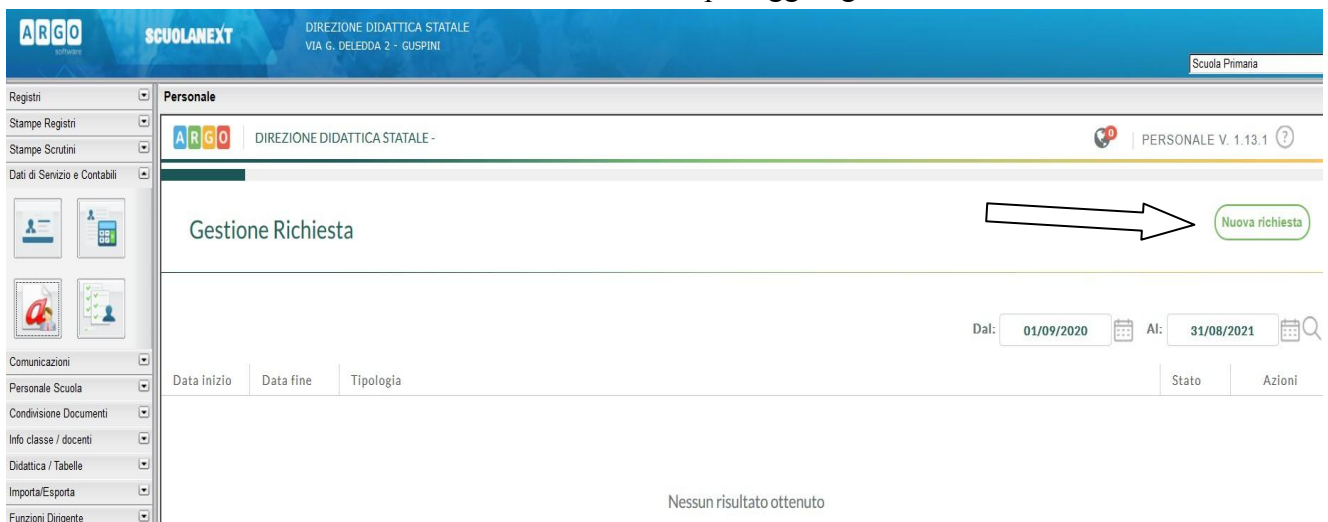 ARGO
software
SCUOLANEXT
DIREZIONE DIDATTICA STATALE
VIA G. DELEDDA 2 - GUSPINI
Scuola Primaria
Registri
Stampe Registri
Stampe Scrutini
Dati di Servizio e Contabili
Comunicazioni
Personale Scuola
Condivisione Documenti
Info classe / docenti
Didattica / Tabelle
Importa/Esporta
Funzioni Dirigente
Personale
ARGO
DIREZIONE DIDATTICA STATALE -
0
PERSONALE V. 1.13.1 ?
Gestione Richiesta
Nuova richiesta
Dal: 01/09/2020 Al: 31/08/2021
Data inizio Data fine Tipologia Stato Azioni
Nessun risultato ottenuto